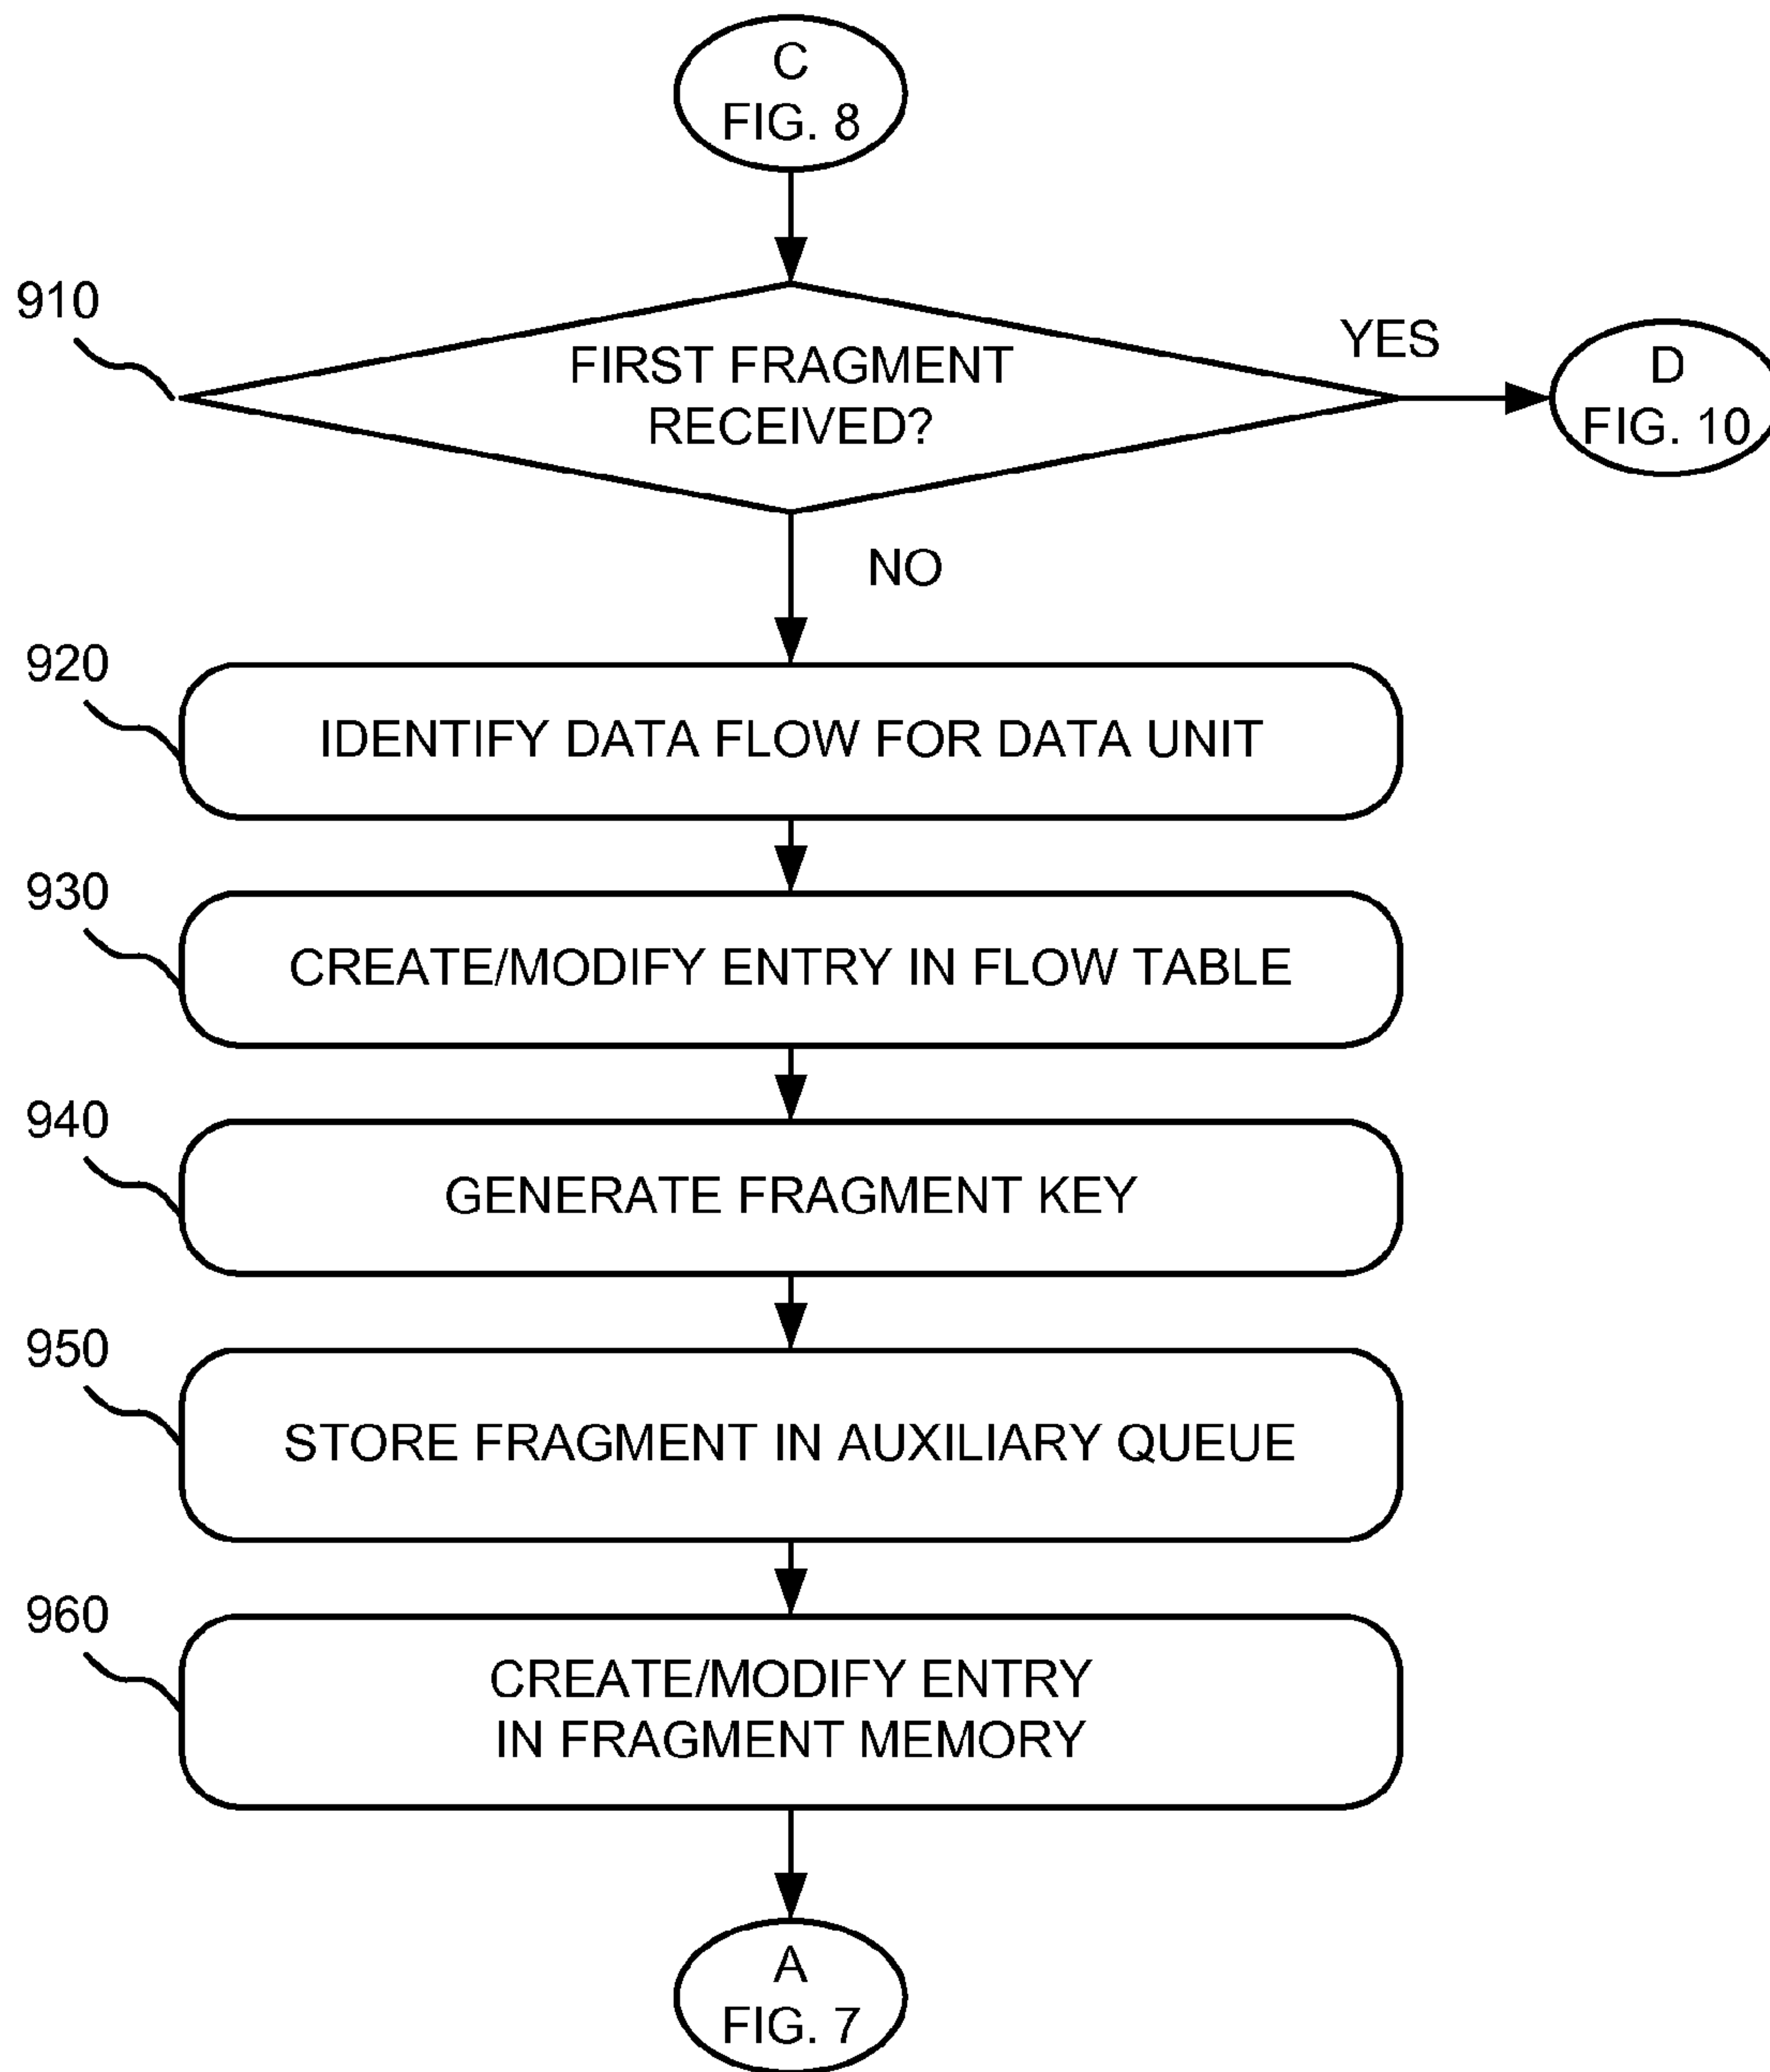 C
FIG. 8
910
FIRST FRAGMENT
RECEIVED?
YES
D
FIG. 10
NO
920
IDENTIFY DATA FLOW FOR DATA UNIT
930
CREATE/MODIFY ENTRY IN FLOW TABLE
940
GENERATE FRAGMENT KEY
950
STORE FRAGMENT IN AUXILIARY QUEUE
960
CREATE/MODIFY ENTRY
IN FRAGMENT MEMORY
A
FIG. 7